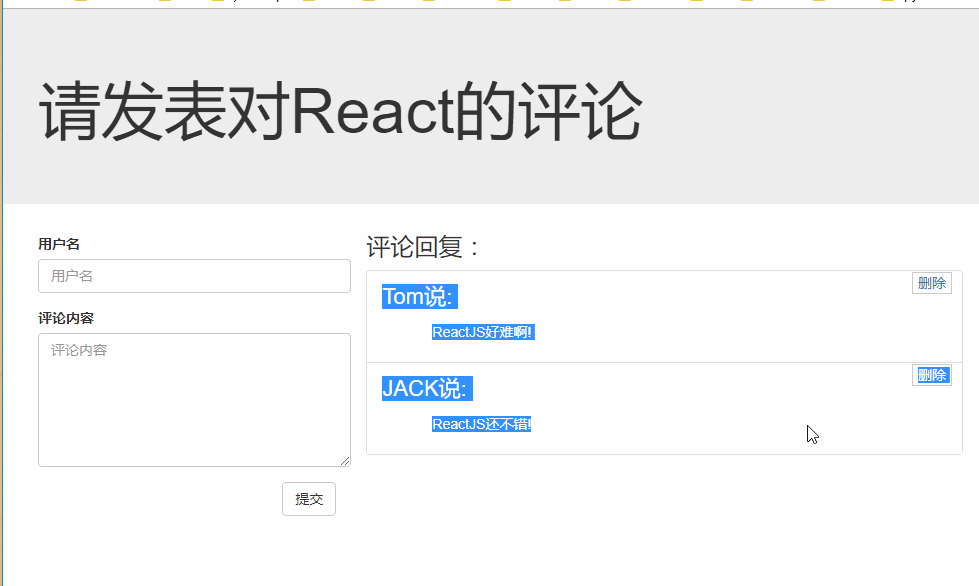 请发表对React的评论
用户名
用户名
评论内容
评论内容
提交
评论回复：
Tom说:
删除
ReactJS好难啊!
JACK说:
删除
ReactJS还不错!